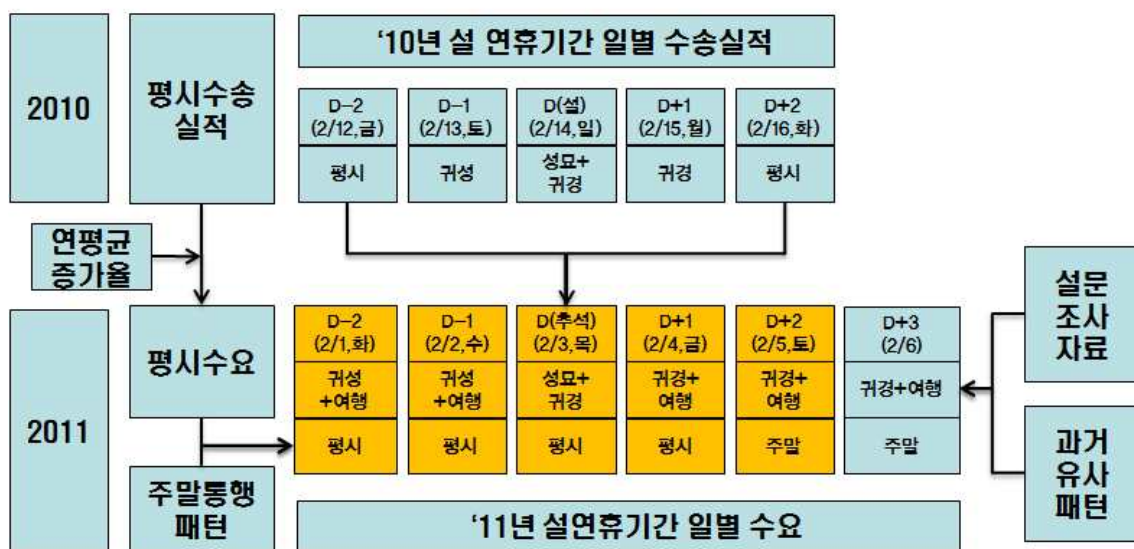 2010
평시수송
실적
‘10년 설 연휴기간 일별 수송실적
D-2
(2/12,금)
평시
D-1
(2/13,토)
귀성
D(설)
(2/14,일)
성묘+
귀경
D+1
(2/15,월)
귀경
D+2
(2/16,화)
평시
연평균
증가율
2011
평시수요
주말통행
패턴
D-2
(2/1,화)
귀성
+여행
평시
D-1
(2/2,수)
귀성
+여행
평시
D(추석)
(2/3,목)
성묘+
귀경
평시
D+1
(2/4,금)
귀경+
여행
평시
D+2
(2/5,토)
귀경+
여행
주말
D+3
(2/6)
귀경+여행
주말
‘11년 설연휴기간 일별 수요
설문
조사
자료
과거
유사
패턴